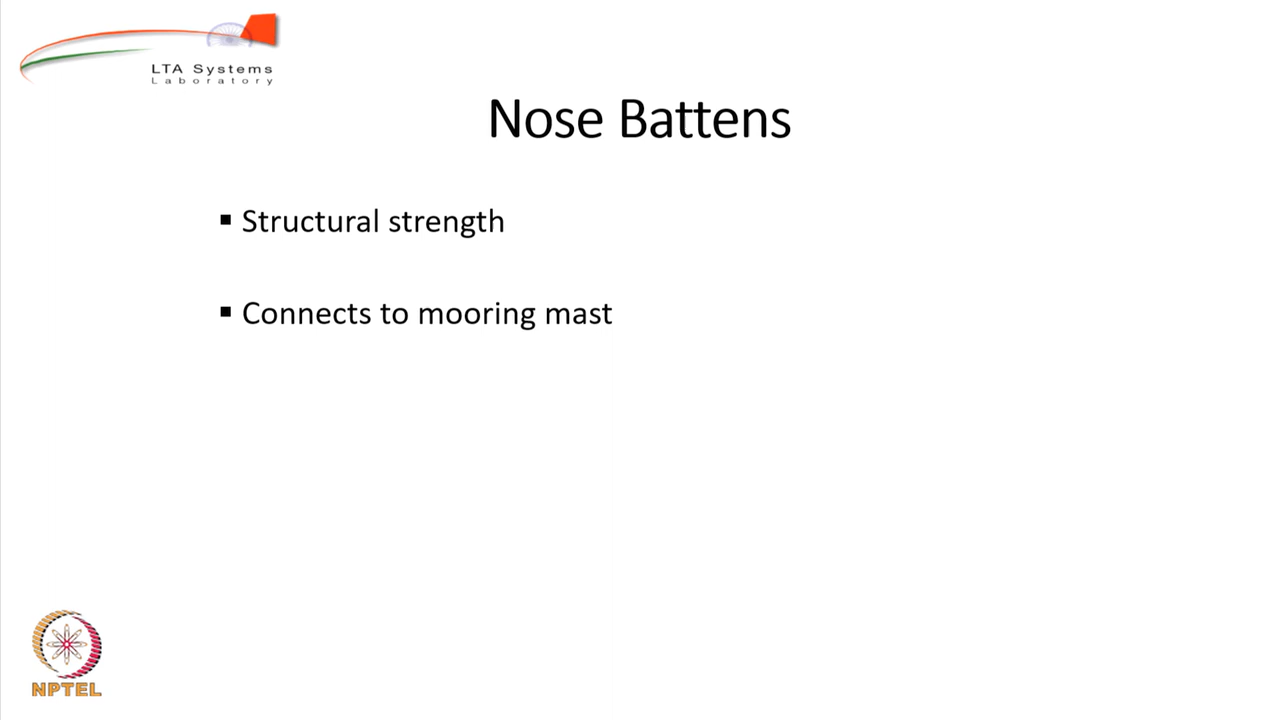 LTA Systems
Laboratory
Nose Battens
▪ Structural strength
▪ Connects to mooring mast
NPTEL